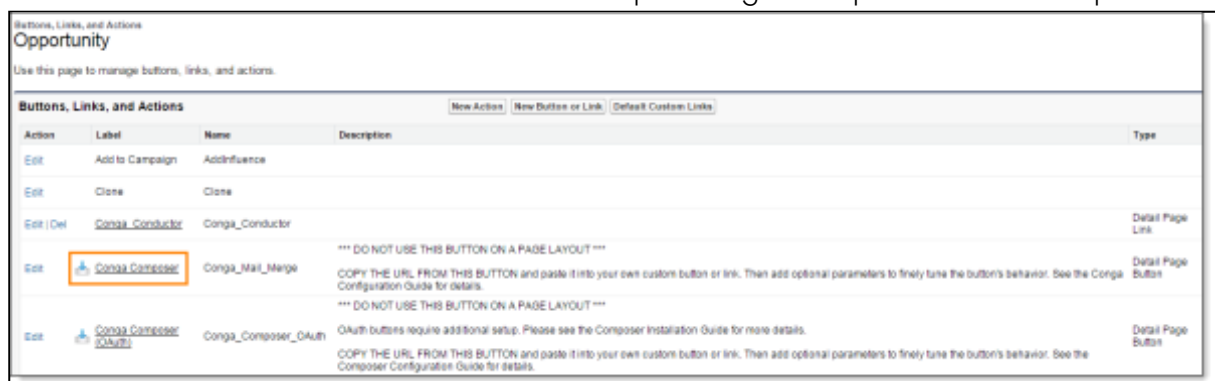 Buttons, Links, and Actions
Opportunity
Use this page to manage buttons, links, and actions.
Buttons, Links, and Actions New Action New Button or Link Default Custom Links
Action Label Name Description Type
Edit Add to Campaign AddInfluence
Edit Clone Clone
Edit | Del Conga_Conductor Conga_Conductor Detail Page
Link
*** DO NOT USE THIS BUTTON ON A PAGE LAYOUT ***
Edit Conga Composer Conga_Mail_Merge COPY THE URL FROM THIS BUTTON and paste it into your own custom button or link. Then add optional parameters to finely tune the button's behavior. See the Conga Detail Page
Configuration Guide for details. Button
*** DO NOT USE THIS BUTTON ON A PAGE LAYOUT ***
Edit Conga Composer Conga_Composer_OAuth OAuth buttons require additional setup. Please see the Composer Installation Guide for more details. Detail Page
(OAuth) Button
COPY THE URL FROM THIS BUTTON and paste it into your own custom button or link. Then add optional parameters to finely tune the button's behavior. See the
Composer Configuration Guide for details.